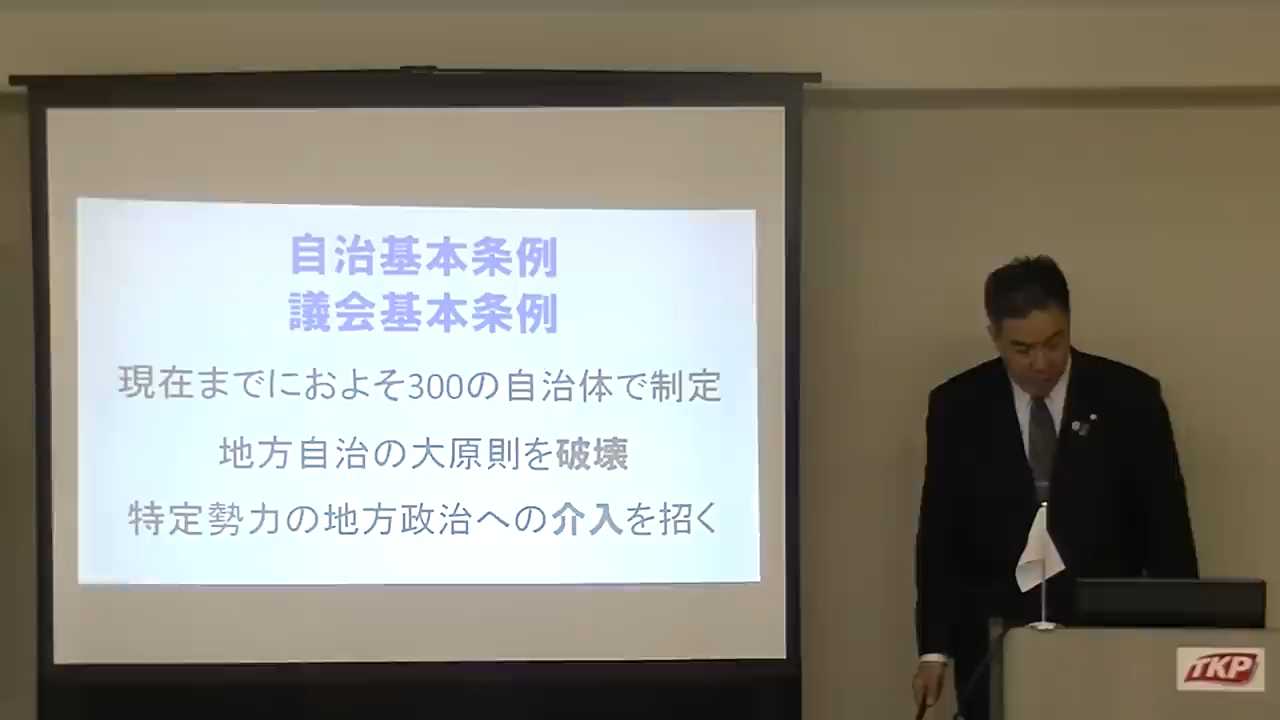 自治基本条例
議会基本条例
現在までにおよそ300の自治体で制定
地方自治の大原則を破壊
特定勢力の地方政治への介入を招く
TKP